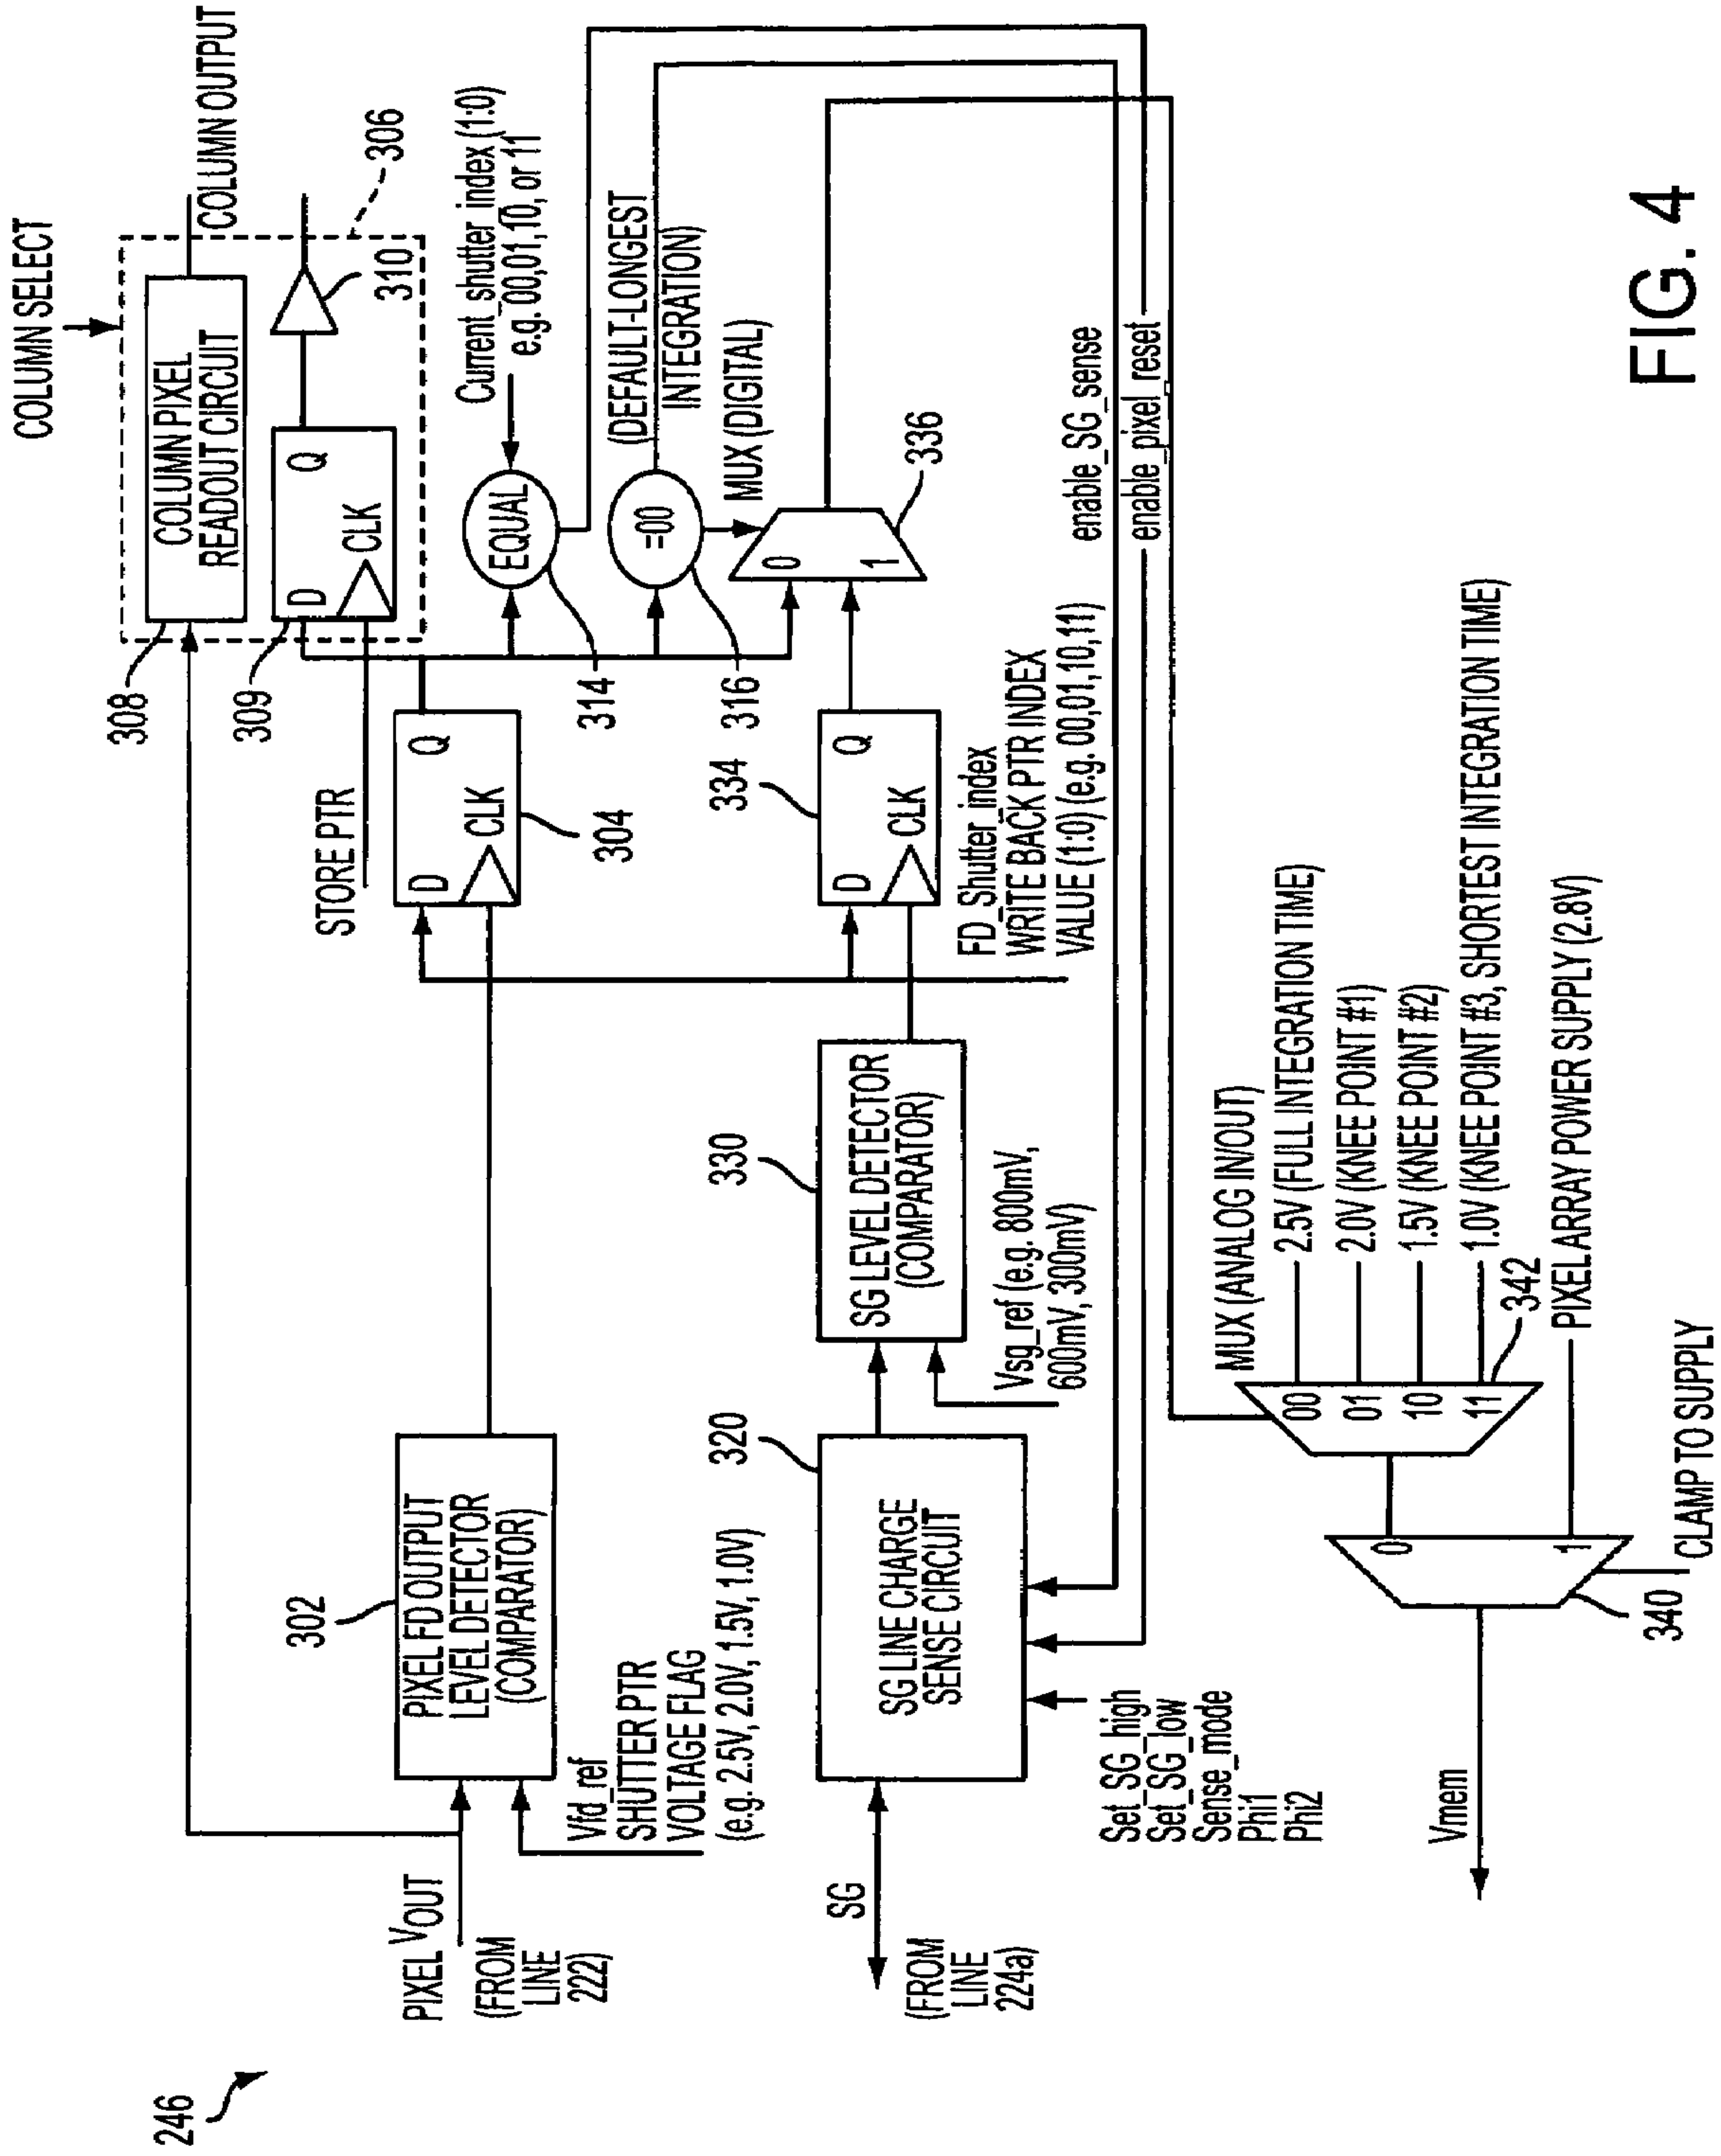 246
COLUMN SELECT
COLUMN PIXEL
READOUT CIRCUIT
COLUMN OUTPUT
308
309
D
Q
CLK
310
306
STORE PTR
PIXEL VOUT
(FROM
LINE
222)
302
PIXEL FD OUTPUT
LEVEL DETECTOR
(COMPARATOR)
Vfd_ref
SHUTTER PTR
VOLTAGE FLAG
(e.g. 2.5V, 2.0V, 1.5V, 1.0V)
D
Q
CLK
304
EQUAL
314
Current_shutter_index (1:0)
e.g. 00,01,10, or 11
=00
316
(DEFAULT-LONGEST
INTEGRATION)
MUX (DIGITAL)
0
1
336
SG
(FROM
LINE
224a)
320
SG LINE CHARGE
SENSE CIRCUIT
Set_SG_high
Set_SG_low
Sense_mode
Phi1
Phi2
330
SG LEVEL DETECTOR
(COMPARATOR)
Vsg_ref (e.g. 800mV,
600mV, 300mV)
334
D
Q
CLK
FD_Shutter_index
WRITE BACK PTR INDEX
VALUE (1:0) (e.g. 00,01,10,11)
enable_SG_sense
enable_pixel_reset
MUX (ANALOG IN/OUT)
00
01
10
11
2.5V (FULL INTEGRATION TIME)
2.0V (KNEE POINT #1)
1.5V (KNEE POINT #2)
1.0V (KNEE POINT #3, SHORTEST INTEGRATION TIME)
342
PIXEL ARRAY POWER SUPPLY (2.8V)
0
1
CLAMP TO SUPPLY
340
Vmem
FIG. 4